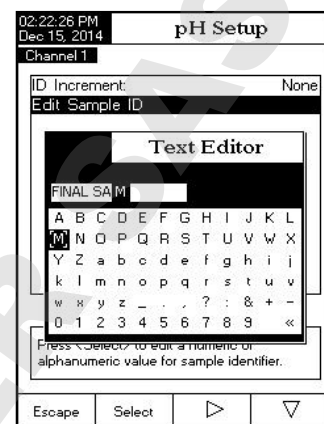 02:22:26 PM
Dec 15, 2014
pH Setup
Channel 1
ID Increment: None
Edit Sample ID
Text Editor
FINAL SAM
A B C D E F G H I J K L
[M] N O P Q R S T U V W X
Y Z a b c d e f g h i j
k l m n o p q r s t u v
w x y z _ . , ? : & + -
0 1 2 3 4 5 6 7 8 9 «
Press <Select> to edit a numeric or
alphanumeric value for sample identifier.
Escape Select ▷ ▽